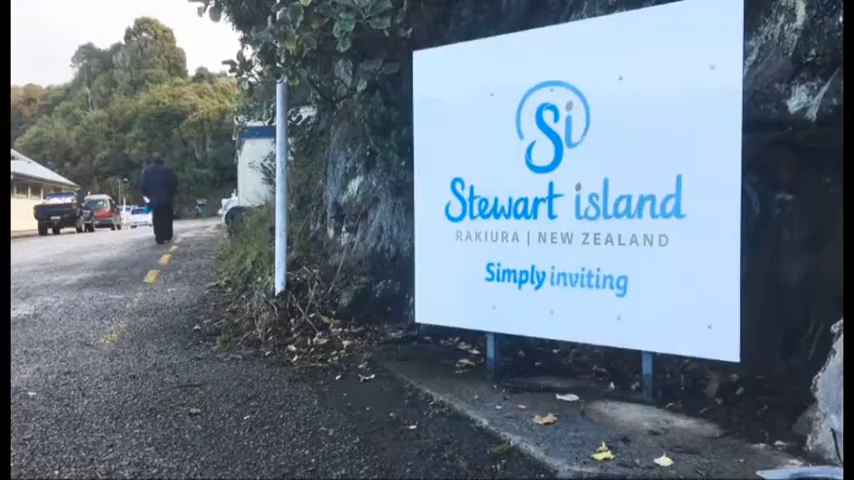 Si
Stewart island
RAKIURA | NEW ZEALAND
Simply inviting